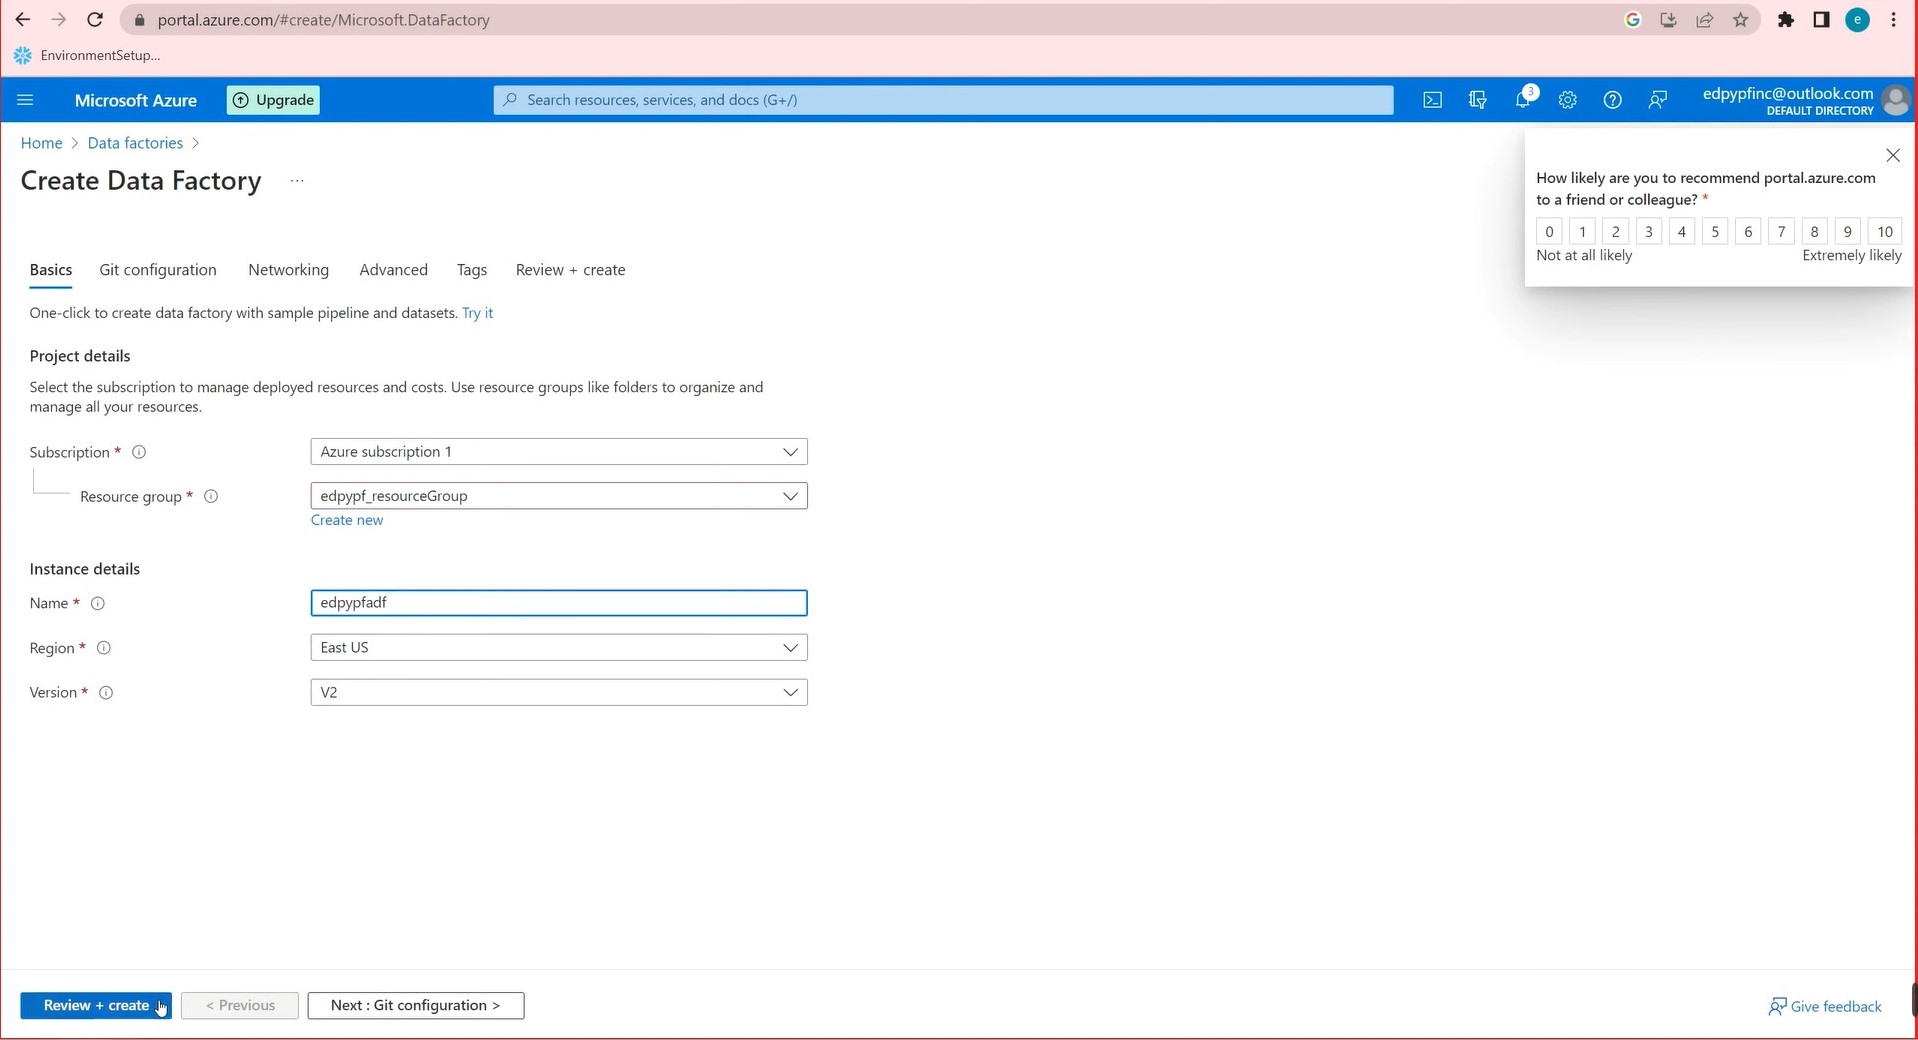 portal.azure.com/#create/Microsoft.DataFactory
e
EnvironmentSetup...
Microsoft Azure
Upgrade
Search resources, services, and docs (G+/)
3
edpypfinc@outlook.com
DEFAULT DIRECTORY
Home > Data factories >
Create Data Factory ...
How likely are you to recommend portal.azure.com
to a friend or colleague? *
0 1 2 3 4 5 6 7 8 9 10
Not at all likely Extremely likely
Basics Git configuration Networking Advanced Tags Review + create
One-click to create data factory with sample pipeline and datasets. Try it
Project details
Select the subscription to manage deployed resources and costs. Use resource groups like folders to organize and
manage all your resources.
Subscription * Azure subscription 1
Resource group * edpypf_resourceGroup
Create new
Instance details
Name * edpypfadf
Region * East US
Version * V2
Review + create < Previous Next : Git configuration > Give feedback